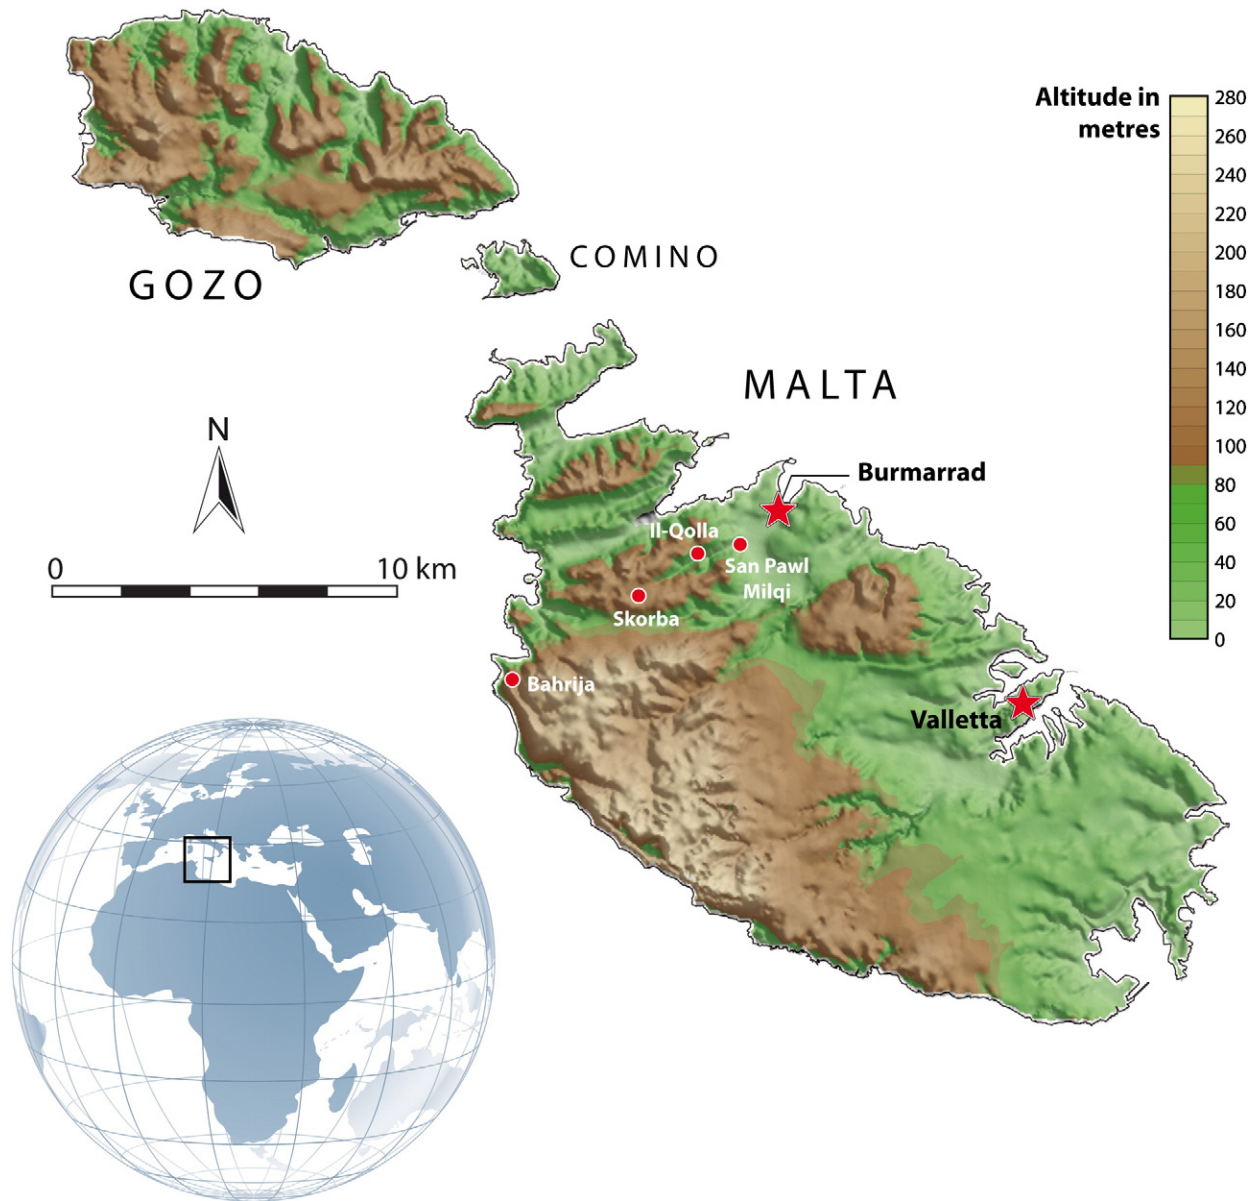 Altitude in
metres
280
260
240
220
200
180
160
140
120
100
80
60
40
20
0
GOZO
COMINO
MALTA
N
0 10 km
Burmarrad
Il-Qolla
San Pawl
Milqi
Skorba
Bahrija
Valletta